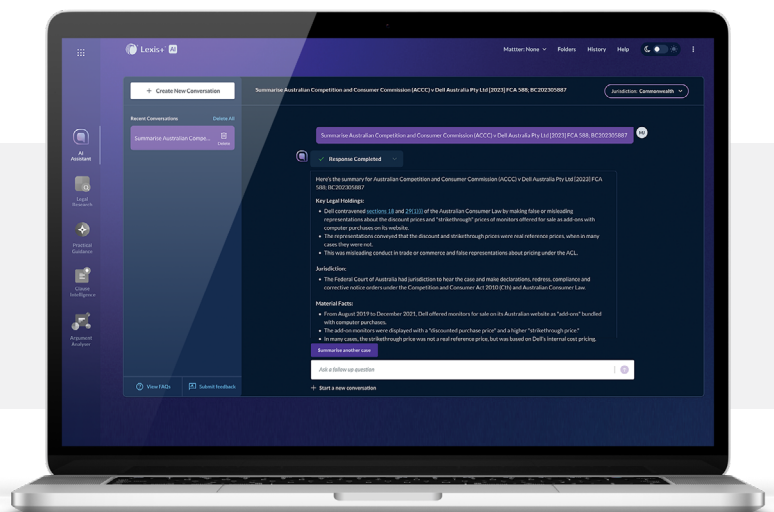 Lexis+ AI
Mattter: None
Folders
History
Help
+ Create New Conversation
Summarise Australian Competition and Consumer Commission (ACCC) v Dell Australia Pty Ltd [2023] FCA 588; BC202305887
Jurisdiction: Commonwealth
Recent Conversations
Delete All
Summarise Australian Compe...
Delete
Summarise Australian Competition and Consumer Commission (ACCC) v Dell Australia Pty Ltd [2023] FCA 588; BC202305887
AI
Assistant
Response Completed
Here's the summary for Australian Competition and Consumer Commission (ACCC) v Dell Australia Pty Ltd [2023] FCA
588; BC202305887
Key Legal Holdings:
• Dell contravened sections 18 and 29(1)(i) of the Australian Consumer Law by making false or misleading
representations about the discount prices and "strikethrough" prices of monitors offered for sale as add-ons with
computer purchases on its website.
• The representations conveyed that the discount and strikethrough prices were real reference prices, when in many
cases they were not.
• This was misleading conduct in trade or commerce and false representations about pricing under the ACL.
Legal
Research
Practical
Guidance
Clause
Intelligence
Argument
Analyser
Jurisdiction:
• The Federal Court of Australia had jurisdiction to hear the case and make declarations, redress, compliance and
corrective notice orders under the Competition and Consumer Act 2010 (Cth) and Australian Consumer Law.
Material Facts:
• From August 2019 to December 2021, Dell offered monitors for sale on its Australian website as "add-ons" bundled
with computer purchases.
• The add-on monitors were displayed with a "discounted purchase price" and a higher "strikethrough price."
• In many cases, the strikethrough price was not a real reference price, but was based on Dell's internal cost pricing.
Summarise another case
Ask a follow up question
+ Start a new conversation
View FAQs
Submit feedback